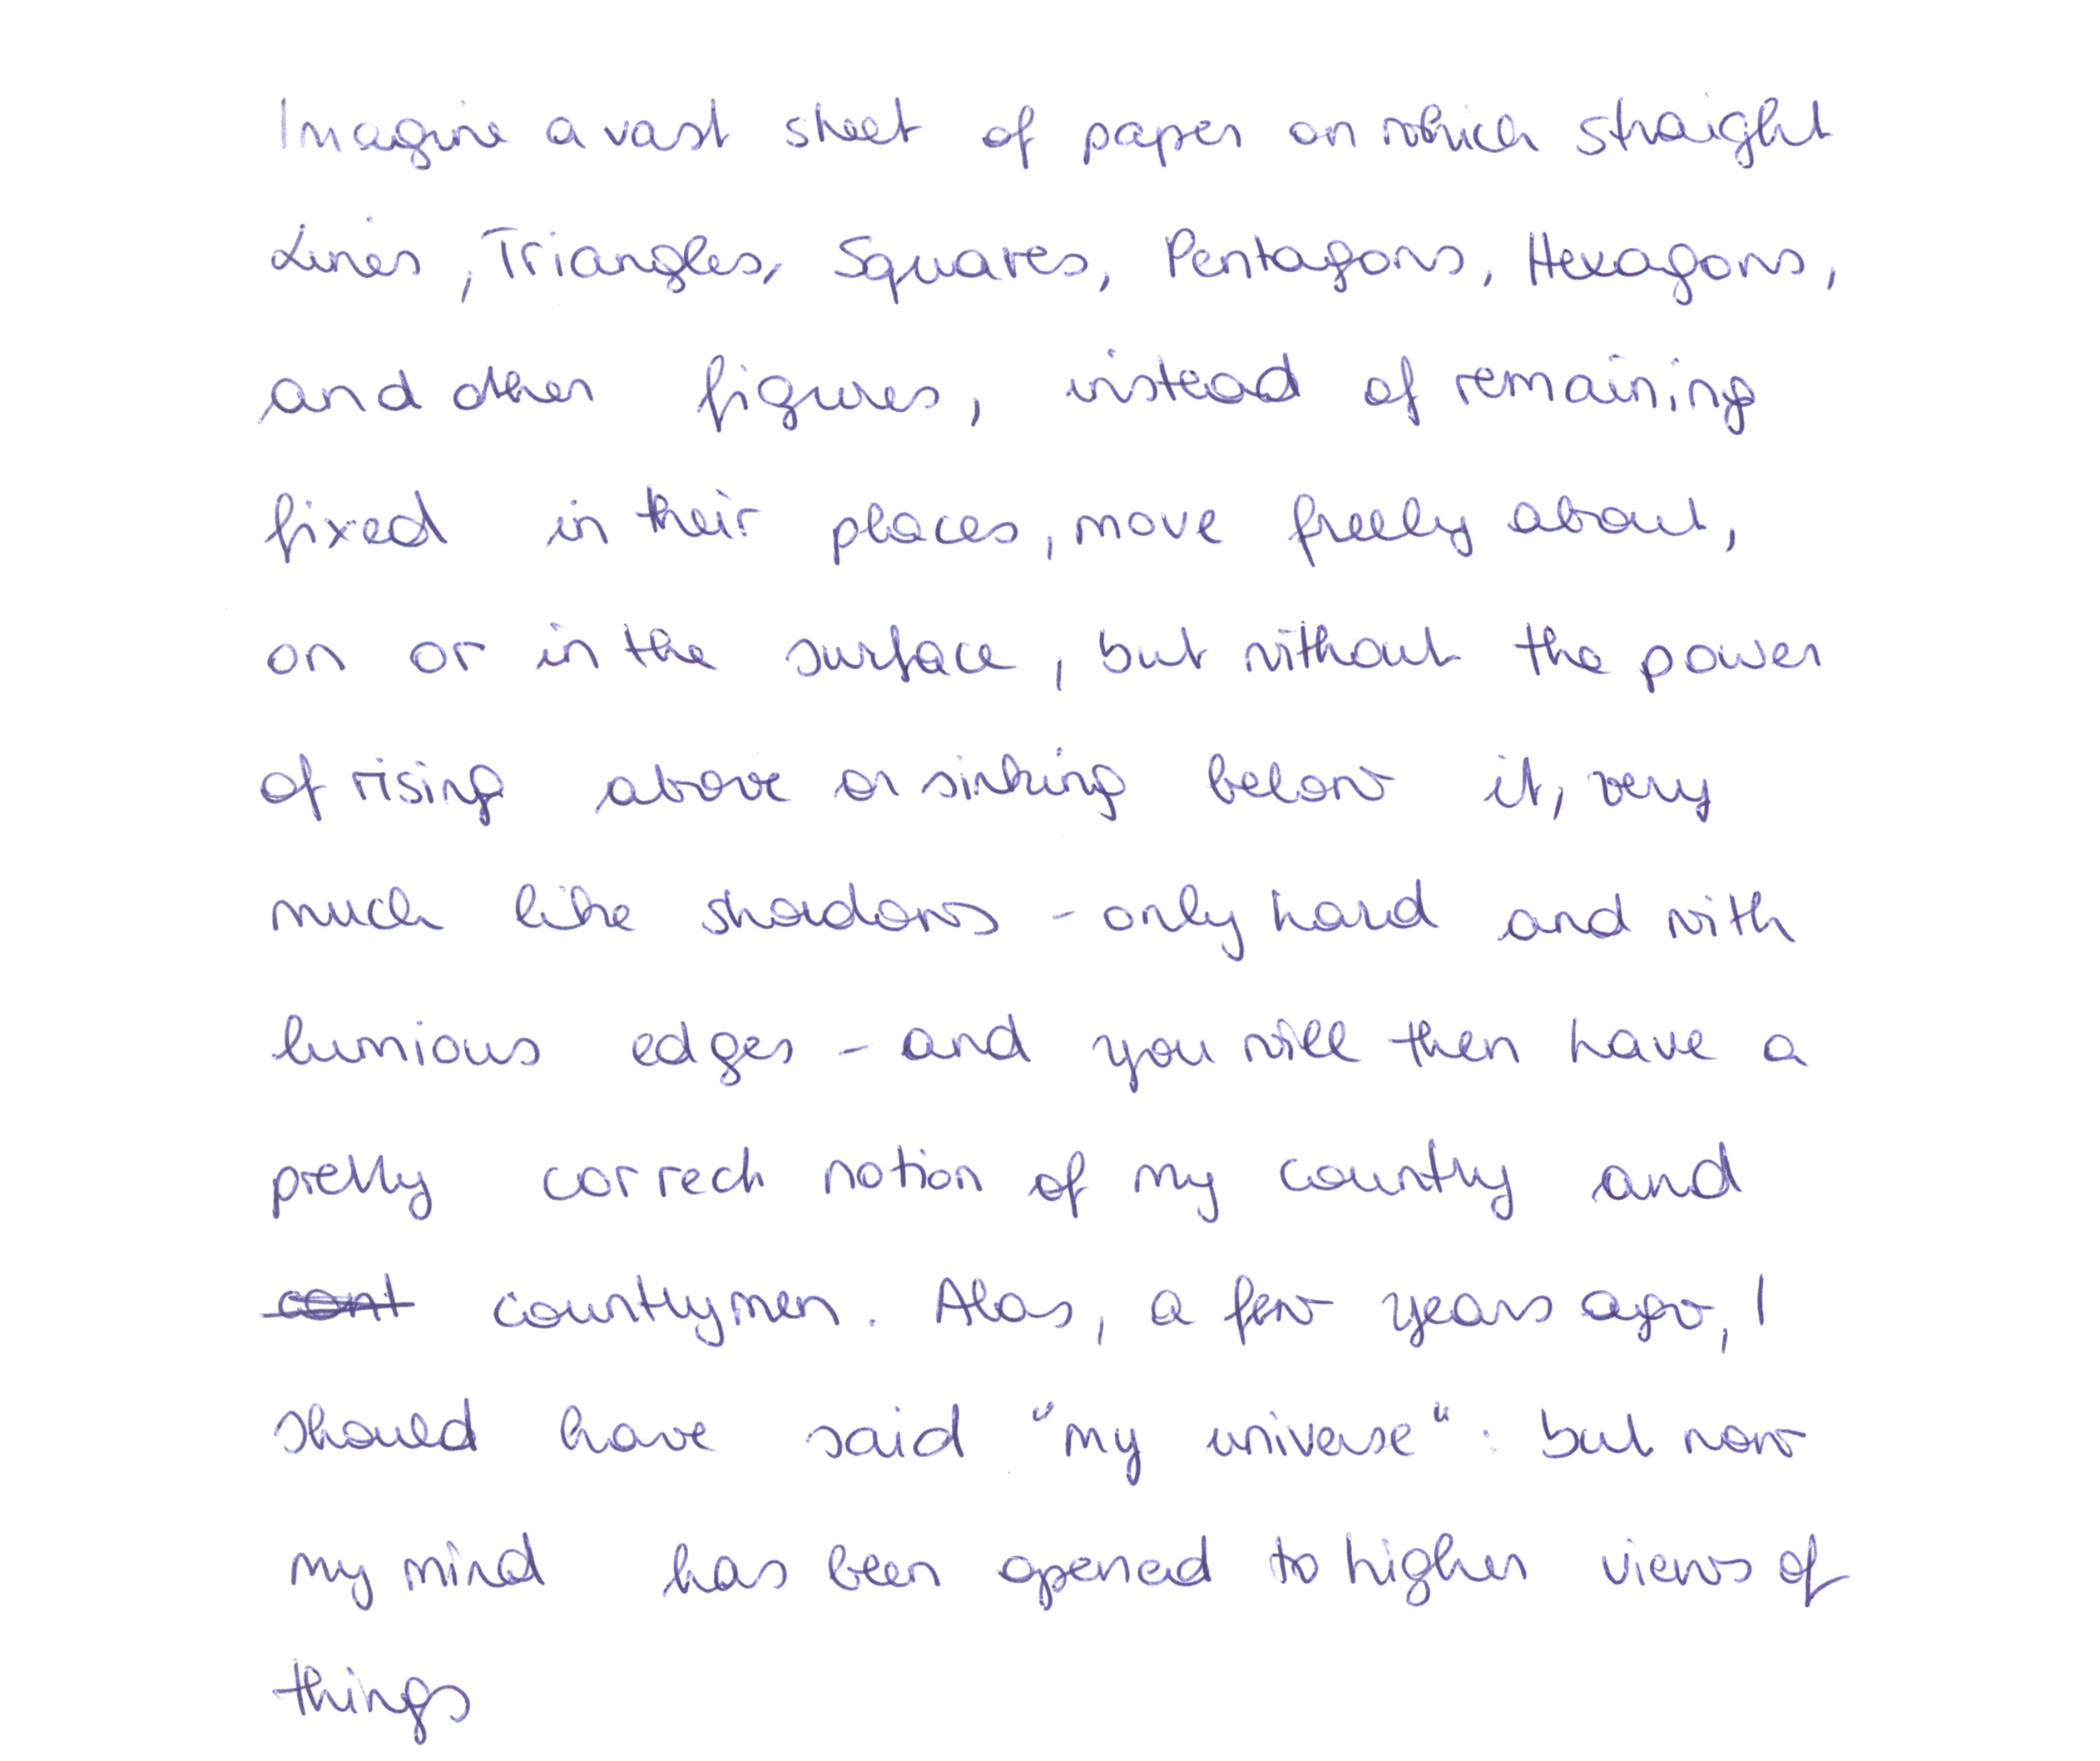 Imagine a vast sheet of paper on which straight
Lines, Triangles, Squares, Pentagons, Hexagons,
and other figures, instead of remaining
fixed in their places, move freely about,
on or in the surface, but without the power
of rising above or sinking below it, very
much like shadows - only hard and with
lumious edges - and you will then have a
pretty correct notion of my country and
cont countrymen. Alas, a few years ago, I
should have said "my universe": but now
my mind has been opened to higher views of
things